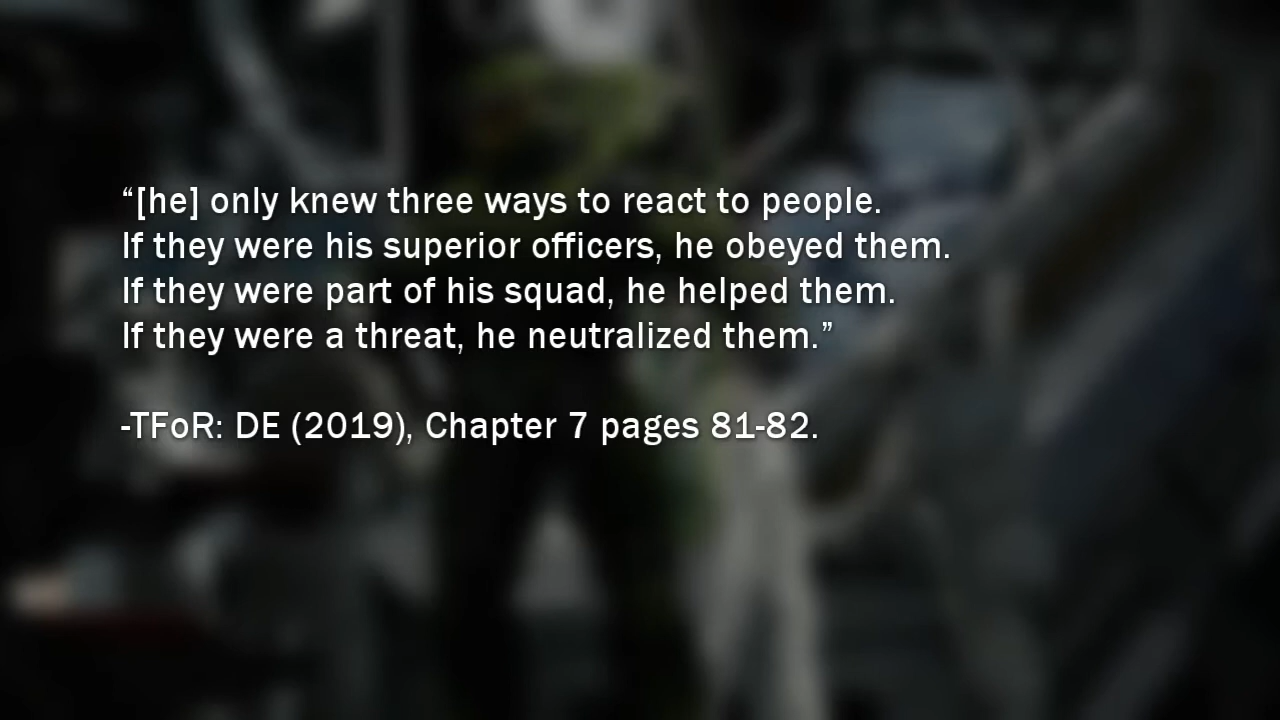 “[he] only knew three ways to react to people.
If they were his superior officers, he obeyed them.
If they were part of his squad, he helped them.
If they were a threat, he neutralized them.”
-TFoR: DE (2019), Chapter 7 pages 81-82.